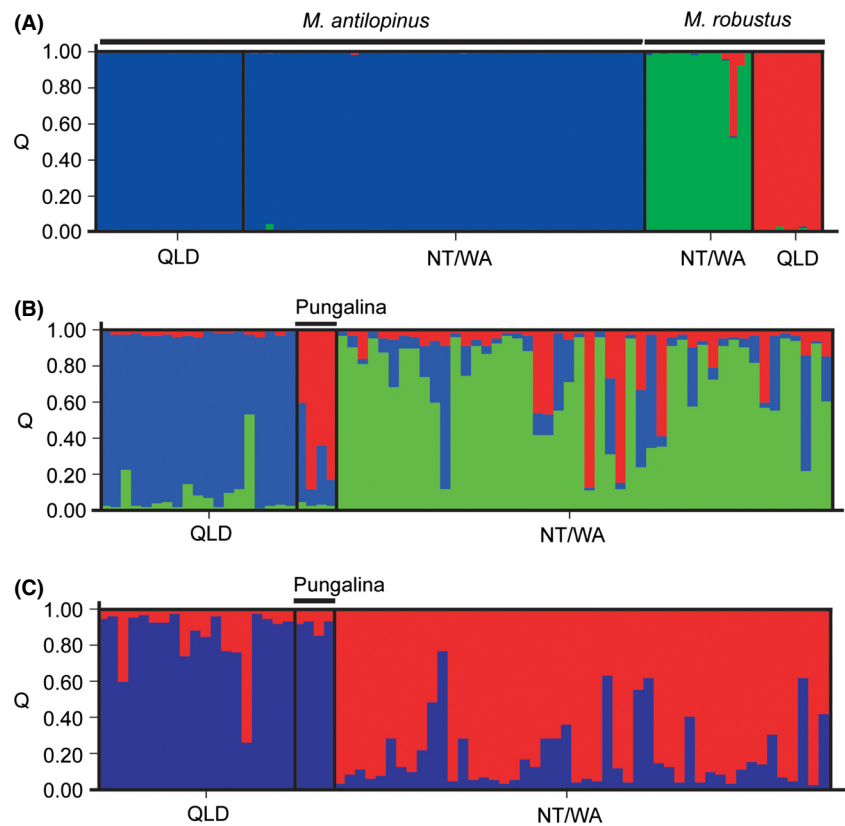 (A)
M. antilopinus M. robustus
1.00
0.80
0.60
0.40
0.20
0.00
Q
QLD NT/WA NT/WA QLD
(B)
Pungalina
1.00
0.80
0.60
0.40
0.20
0.00
Q
QLD NT/WA
(C)
Pungalina
1.00
0.80
0.60
0.40
0.20
0.00
Q
QLD NT/WA